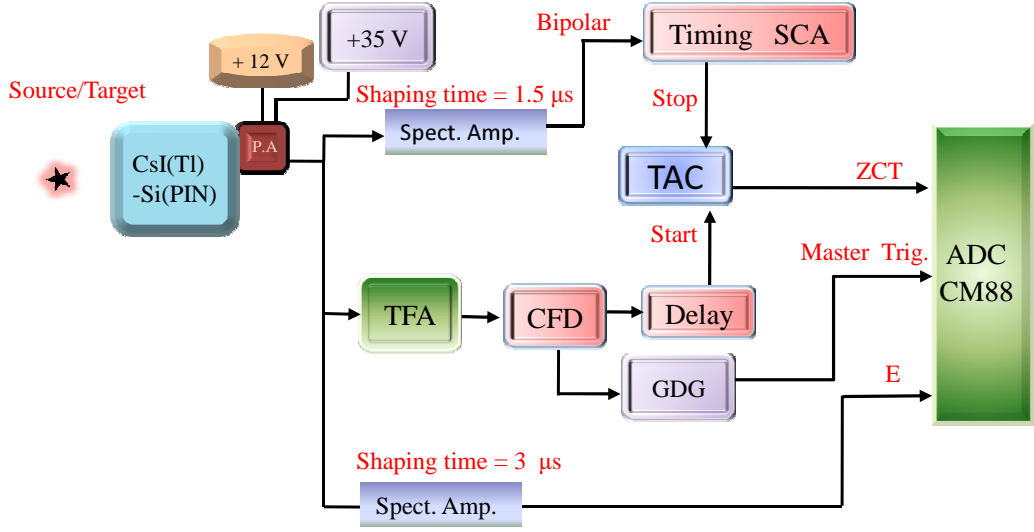 +35 V
Bipolar
Timing SCA
+ 12 V
Source/Target
Shaping time = 1.5 μs
Stop
Spect. Amp.
P.A
CsI(Tl)
-Si(PIN)
TAC
ZCT
Start
Master Trig.
ADC
CM88
TFA
CFD
Delay
GDG
E
Shaping time = 3 μs
Spect. Amp.